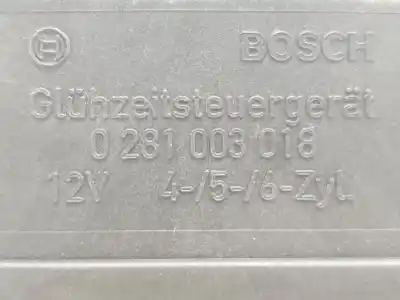 BOSCH
Glühzeitsteuergerät
0 281 003 018
12V 4-/5-/6-Zyl.